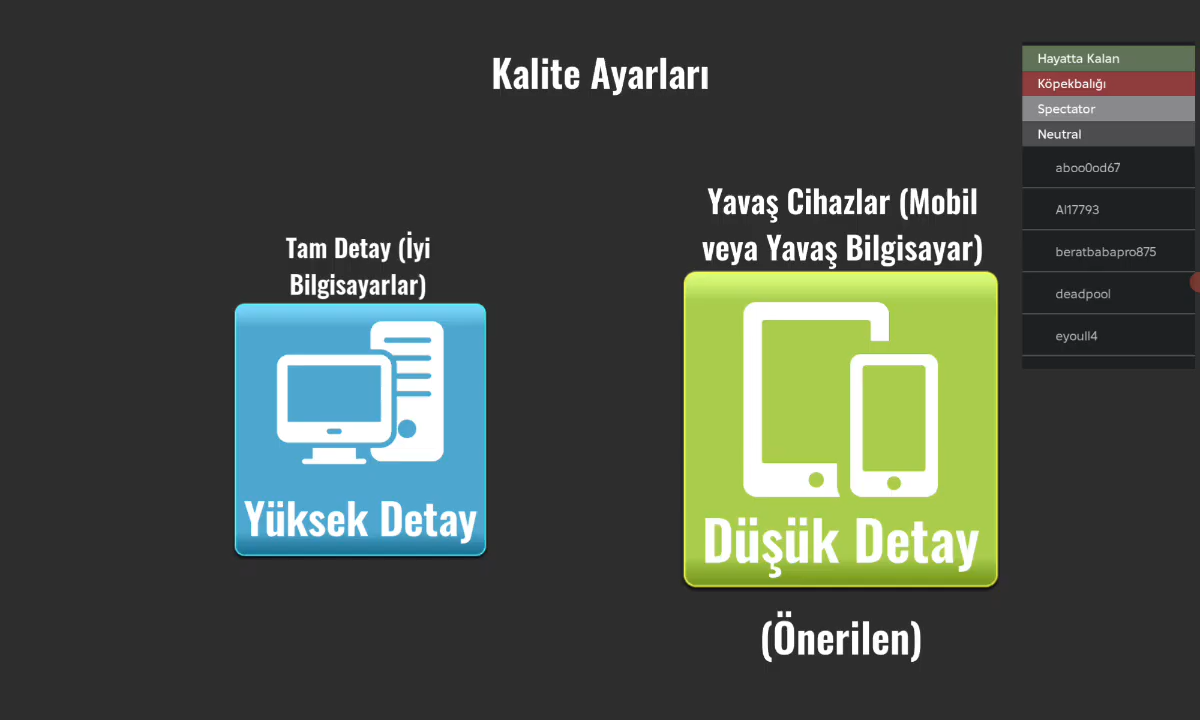 Kalite Ayarları
Tam Detay (İyi
Bilgisayarlar)
Yüksek Detay
Yavaş Cihazlar (Mobil
veya Yavaş Bilgisayar)
Düşük Detay
(Önerilen)
Hayatta Kalan
Köpekbalığı
Spectator
Neutral
aboo0od67
Al17793
beratbabapro875
deadpool
eyoull4